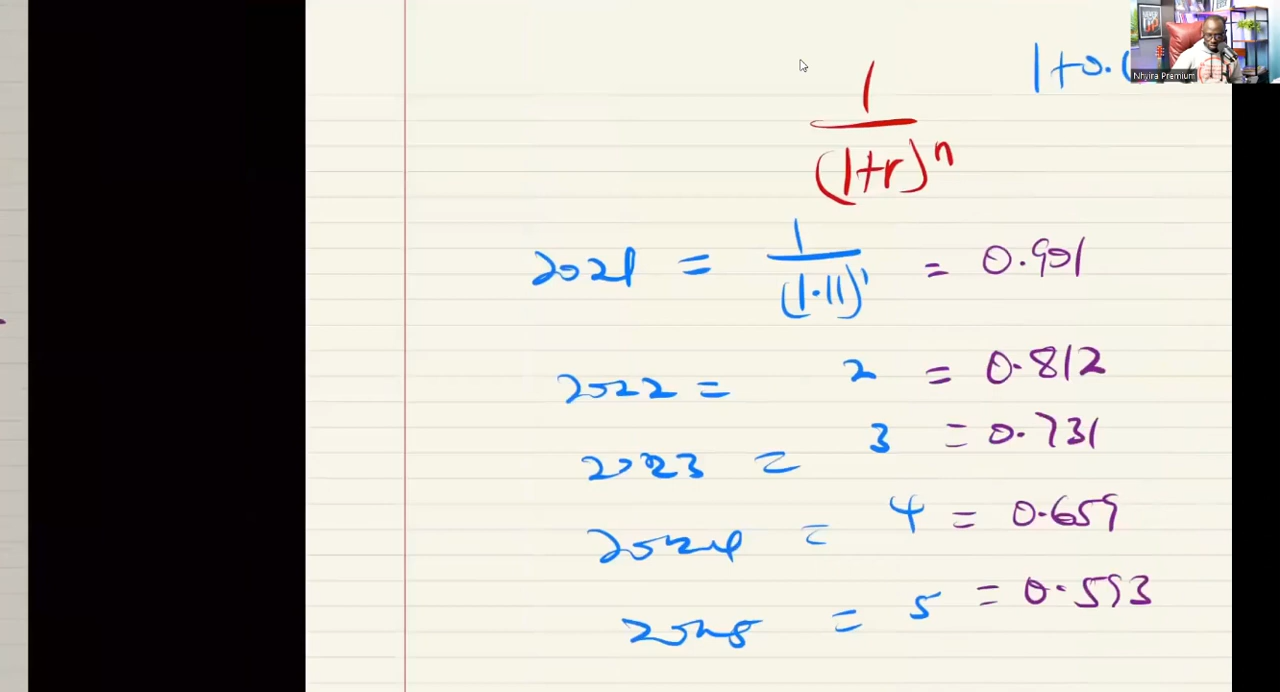 1+0.
Nhyira Premium
1
(1+r)^n
2021 = 1/(1.11)^1 = 0.901
2022 = 2 = 0.812
2023 = 3 = 0.731
2024 = 4 = 0.659
2025 = 5 = 0.593